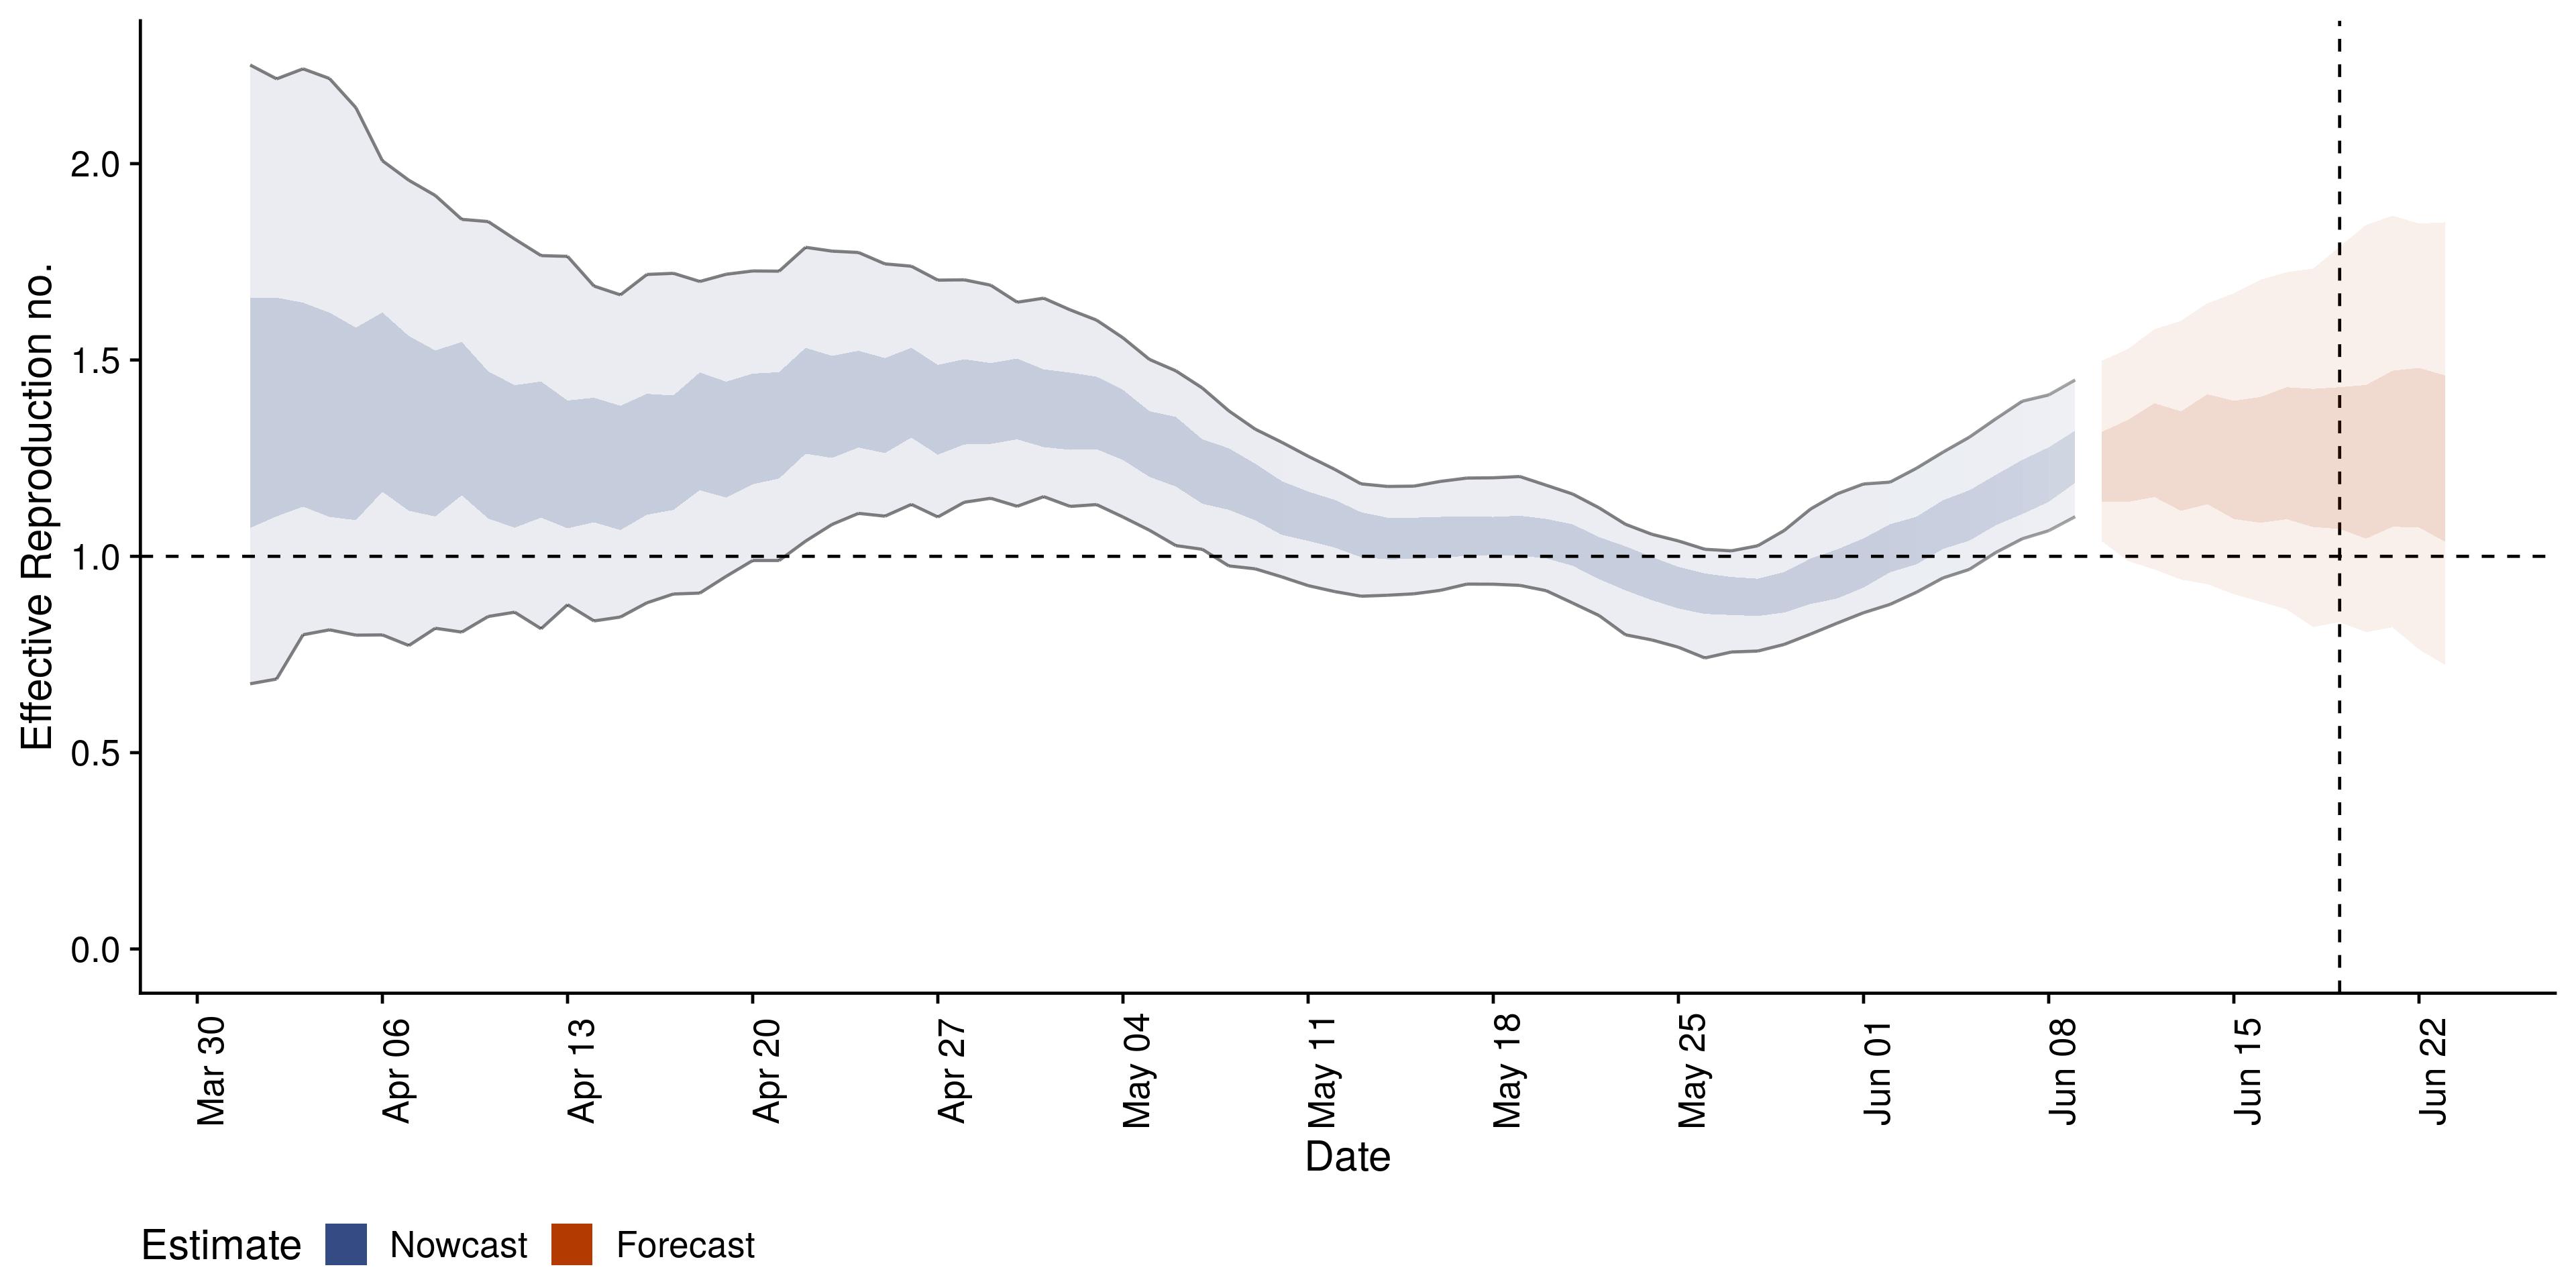 Effective Reproduction no.
2.0
1.5
1.0
0.5
0.0
Mar 30
Apr 06
Apr 13
Apr 20
Apr 27
May 04
May 11
May 18
May 25
Jun 01
Jun 08
Jun 15
Jun 22
Date
Estimate Nowcast Forecast